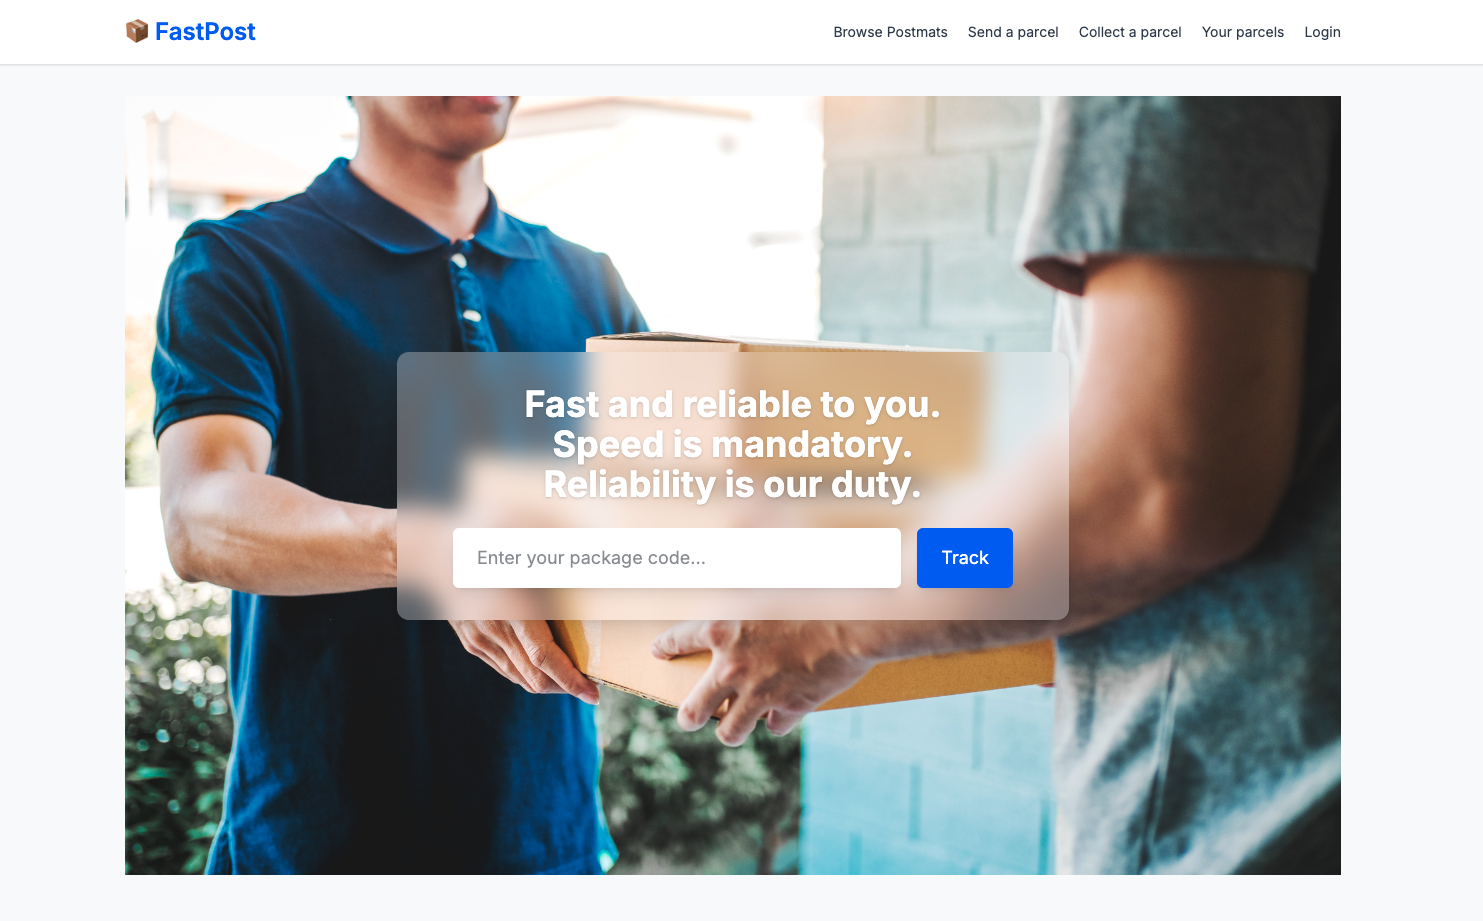 FastPost
Browse Postmats
Send a parcel
Collect a parcel
Your parcels
Login
Fast and reliable to you.
Speed is mandatory.
Reliability is our duty.
Enter your package code...
Track